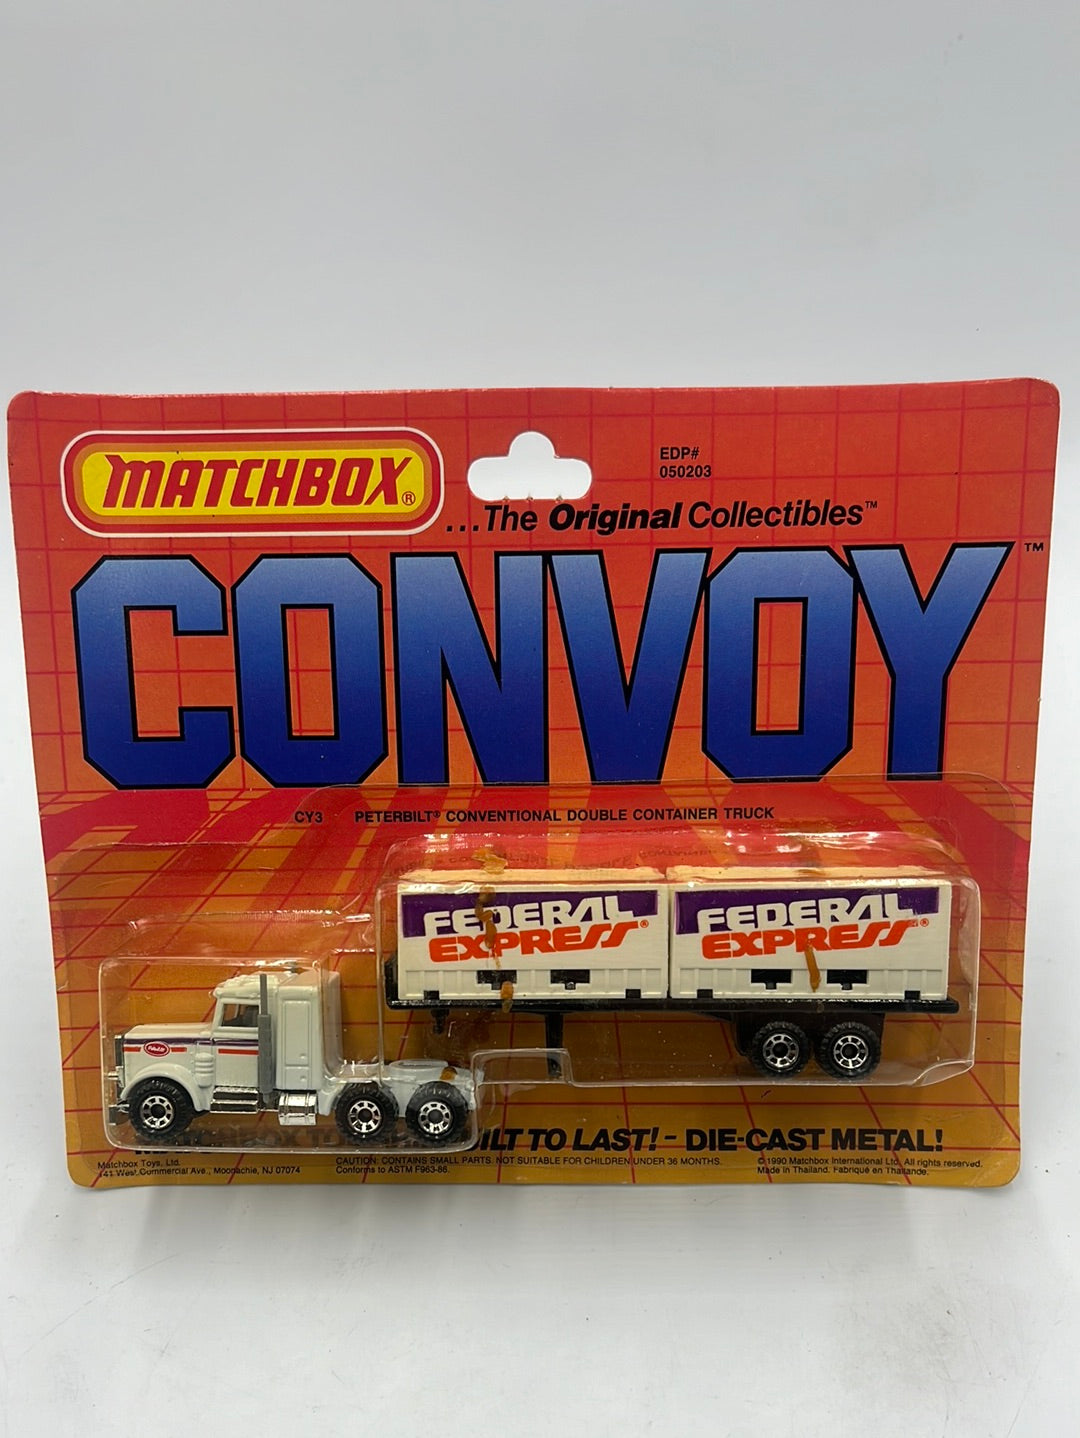 MATCHBOX®
EDP#
050203
...The Original Collectibles™
CONVOY™
CY3 PETERBILT® CONVENTIONAL DOUBLE CONTAINER TRUCK
FEDERAL
EXPRESS®
FEDERAL
EXPRESS®
MATCHBOX BUILT TO LAST! - DIE-CAST METAL!
Matchbox Toys, Ltd.
141 West Commercial Ave., Moonachie, NJ 07074
CAUTION: CONTAINS SMALL PARTS. NOT SUITABLE FOR CHILDREN UNDER 36 MONTHS.
Conforms to ASTM F963-86.
© 1990 Matchbox International Ltd. All rights reserved.
Made in Thailand. Fabriqué en Thaïlande.